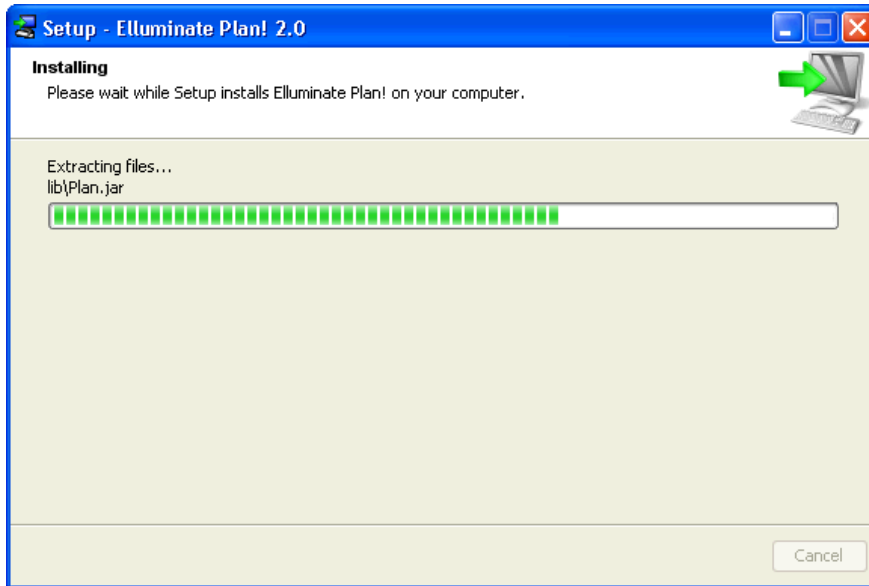 Setup - Elluminate Plan! 2.0
Installing
Please wait while Setup installs Elluminate Plan! on your computer.
Extracting files...
lib\Plan.jar
Cancel